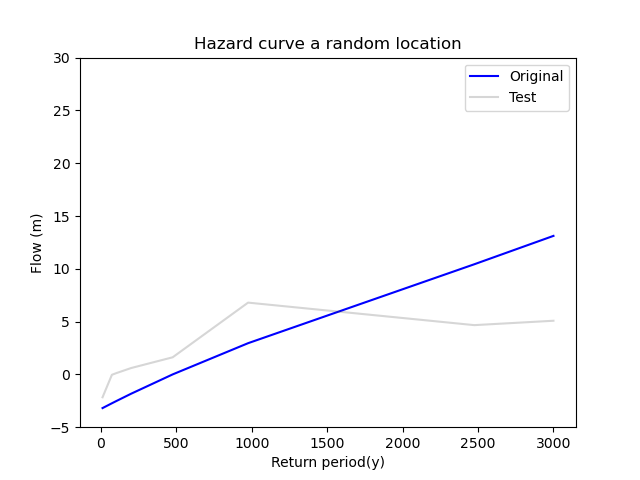 Hazard curve a random location
Original
Test
30
25
20
15
10
5
0
−5
Flow (m)
0 500 1000 1500 2000 2500 3000
Return period(y)